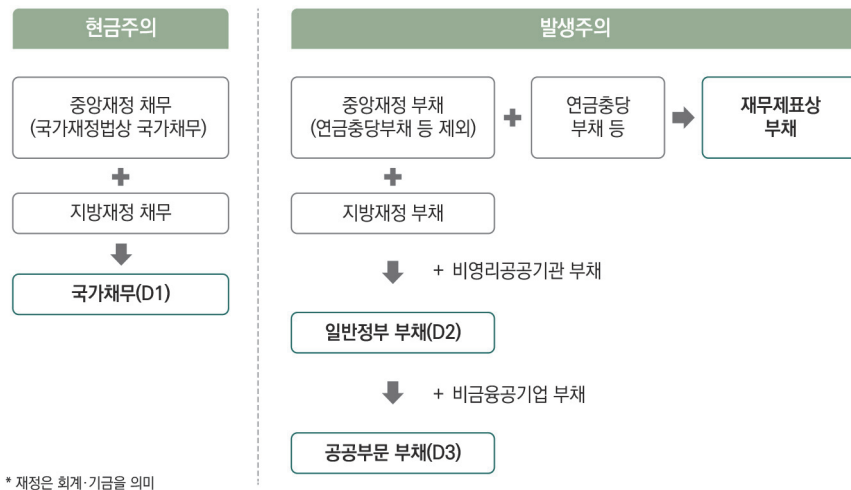 현금주의
중앙재정 채무
(국가재정법상 국가채무)
+
지방재정 채무
국가채무(D1)
발생주의
중앙재정 부채
(연금충당부채 등 제외)
+
연금충당
부채 등
재무제표상
부채
+
지방재정 부채
+ 비영리공공기관 부채
일반정부 부채(D2)
+ 비금융공기업 부채
공공부문 부채(D3)
* 재정은 회계·기금을 의미